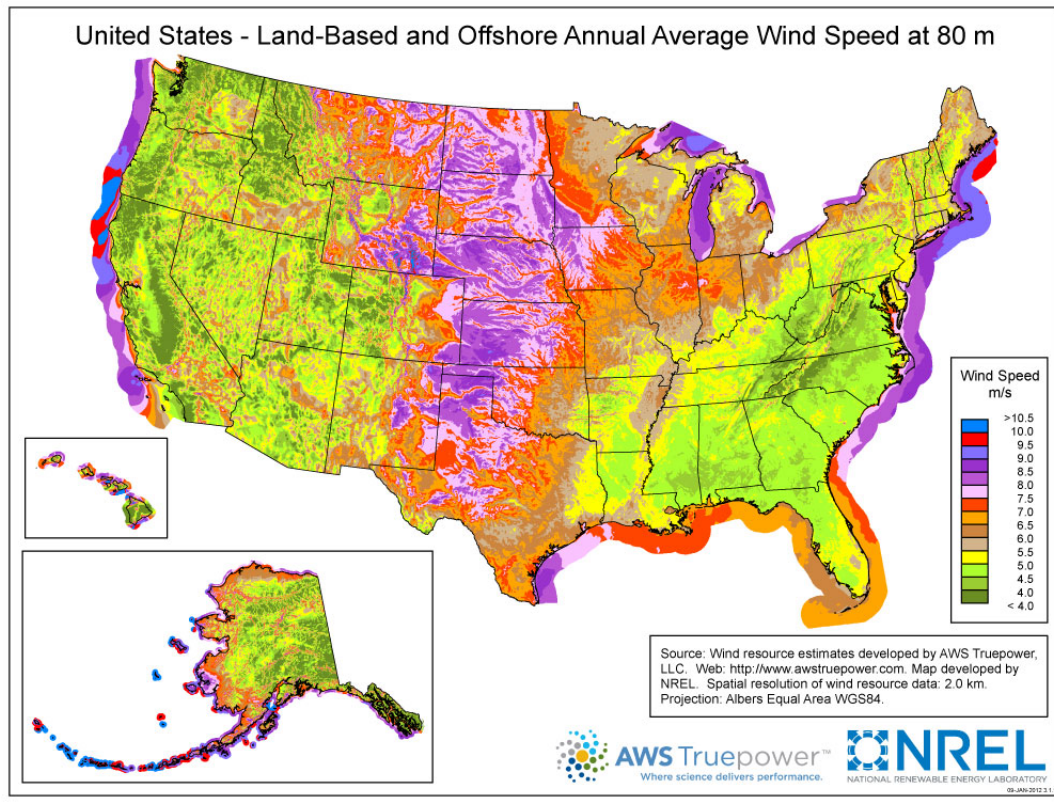 United States - Land-Based and Offshore Annual Average Wind Speed at 80 m
Wind Speed
m/s
>10.5
10.0
9.5
9.0
8.5
8.0
7.5
7.0
6.5
6.0
5.5
5.0
4.5
4.0
< 4.0
Source: Wind resource estimates developed by AWS Truepower,
LLC. Web: http://www.awstruepower.com. Map developed by
NREL. Spatial resolution of wind resource data: 2.0 km.
Projection: Albers Equal Area WGS84.
AWS Truepower™
Where science delivers performance.
NREL
NATIONAL RENEWABLE ENERGY LABORATORY